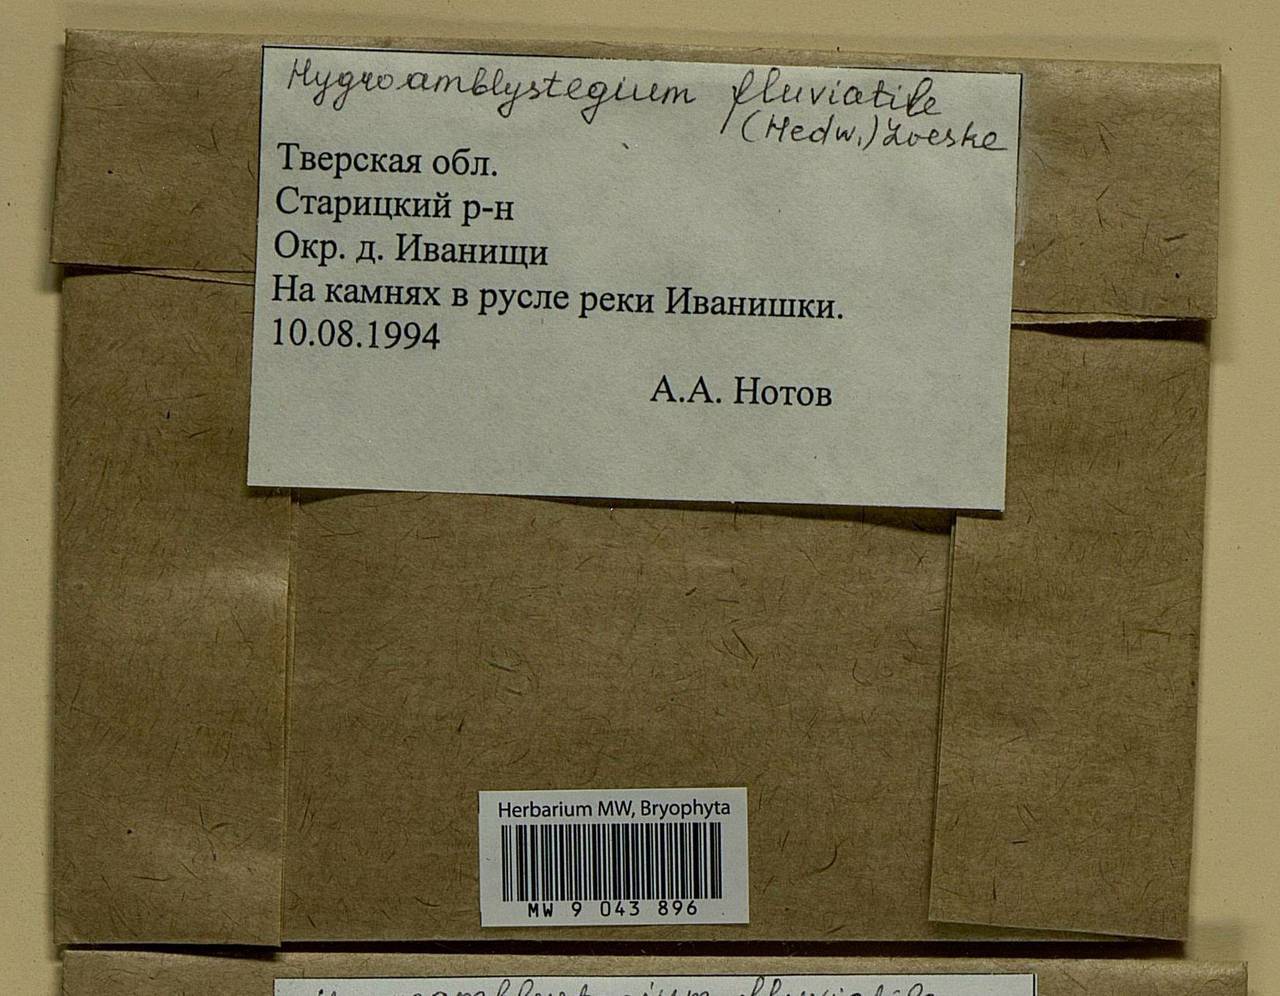 Hygroamblystegium fluviatile
(Hedw.) Loeske
Тверская обл.
Старицкий р-н
Окр. д. Иванищи
На камнях в русле реки Иванишки.
10.08.1994
А.А. Нотов
Herbarium MW, Bryophyta
MW 9 043 896